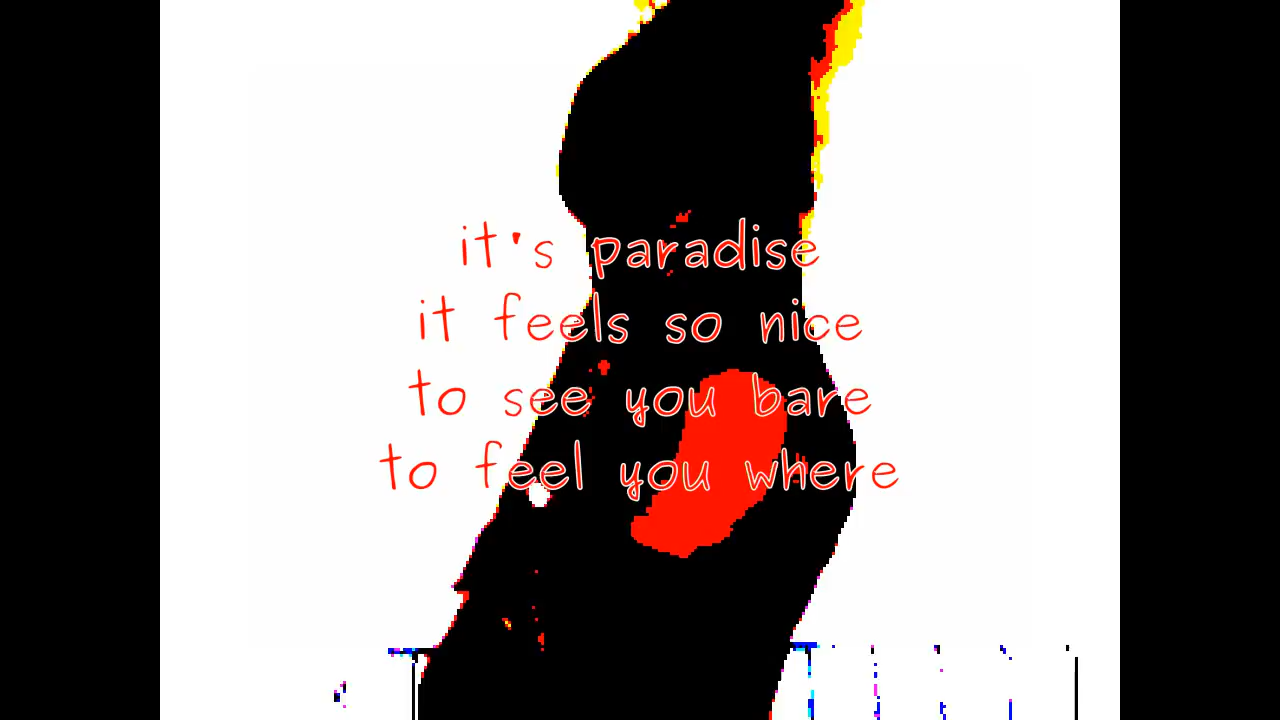 it's paradise
it feels so nice
to see you bare
to feel you where